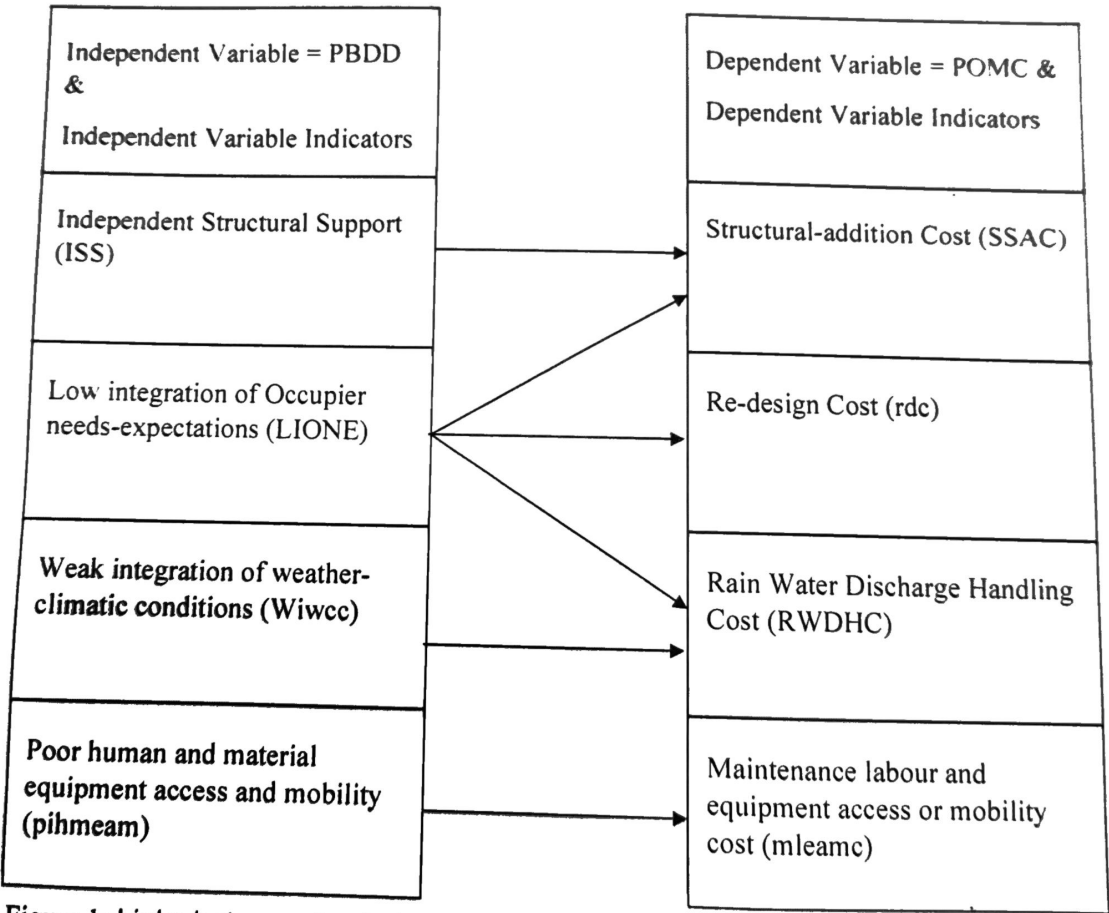 Independent Variable = PBDD
&
Independent Variable Indicators
Independent Structural Support
(ISS)
Low integration of Occupier
needs-expectations (LIONE)
Weak integration of weather-
climatic conditions (Wiwcc)
Poor human and material
equipment access and mobility
(pihmeam)
Dependent Variable = POMC &
Dependent Variable Indicators
Structural-addition Cost (SSAC)
Re-design Cost (rdc)
Rain Water Discharge Handling
Cost (RWDHC)
Maintenance labour and
equipment access or mobility
cost (mleamc)